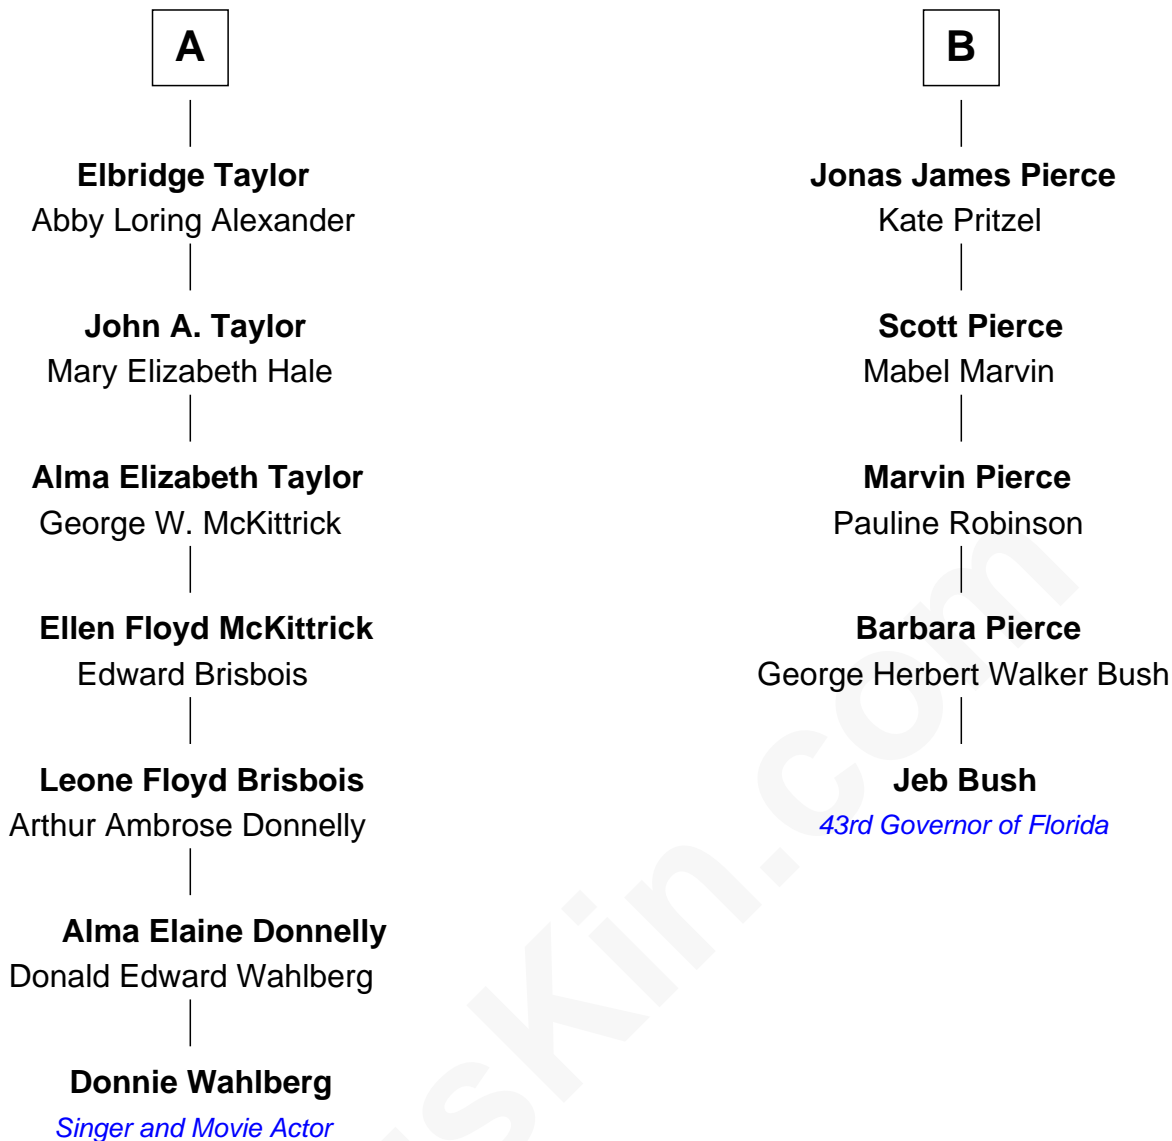 A
Elbridge Taylor
Abby Loring Alexander
John A. Taylor
Mary Elizabeth Hale
Alma Elizabeth Taylor
George W. McKittrick
Ellen Floyd McKittrick
Edward Brisbois
Leone Floyd Brisbois
Arthur Ambrose Donnelly
Alma Elaine Donnelly
Donald Edward Wahlberg
Donnie Wahlberg
Singer and Movie Actor
B
Jonas James Pierce
Kate Pritzel
Scott Pierce
Mabel Marvin
Marvin Pierce
Pauline Robinson
Barbara Pierce
George Herbert Walker Bush
Jeb Bush
43rd Governor of Florida
sKin.com